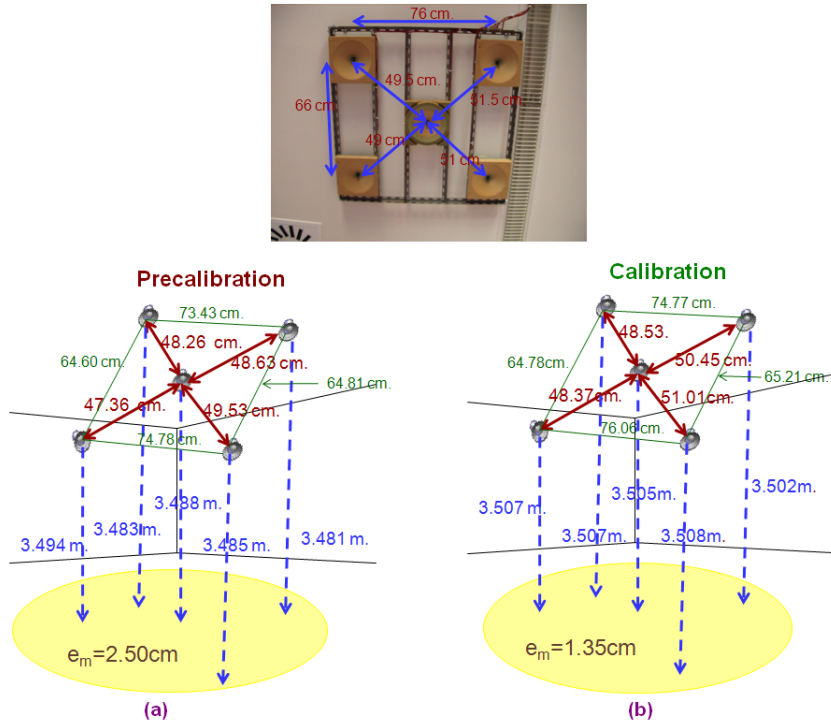 76 cm.
49.5 cm.
51.5 cm.
66 cm
49 cm
51 cm
Precalibration
73.43 cm.
48.26 cm.
48.63 cm.
64.60 cm.
64.81 cm.
47.36 cm.
49.53 cm.
74.78 cm.
3.488 m.
3.483m.
3.481 m.
3.494 m.
3.485 m.
em=2.50cm
(a)
Calibration
74.77 cm.
48.53.
50.45cm.
64.78cm.
65.21 cm.
48.37cm.
51.01cm.
76.06 cm.
3.505m.
3.502m.
3.507 m.
3.507m.
3.508m.
em=1.35cm
(b)